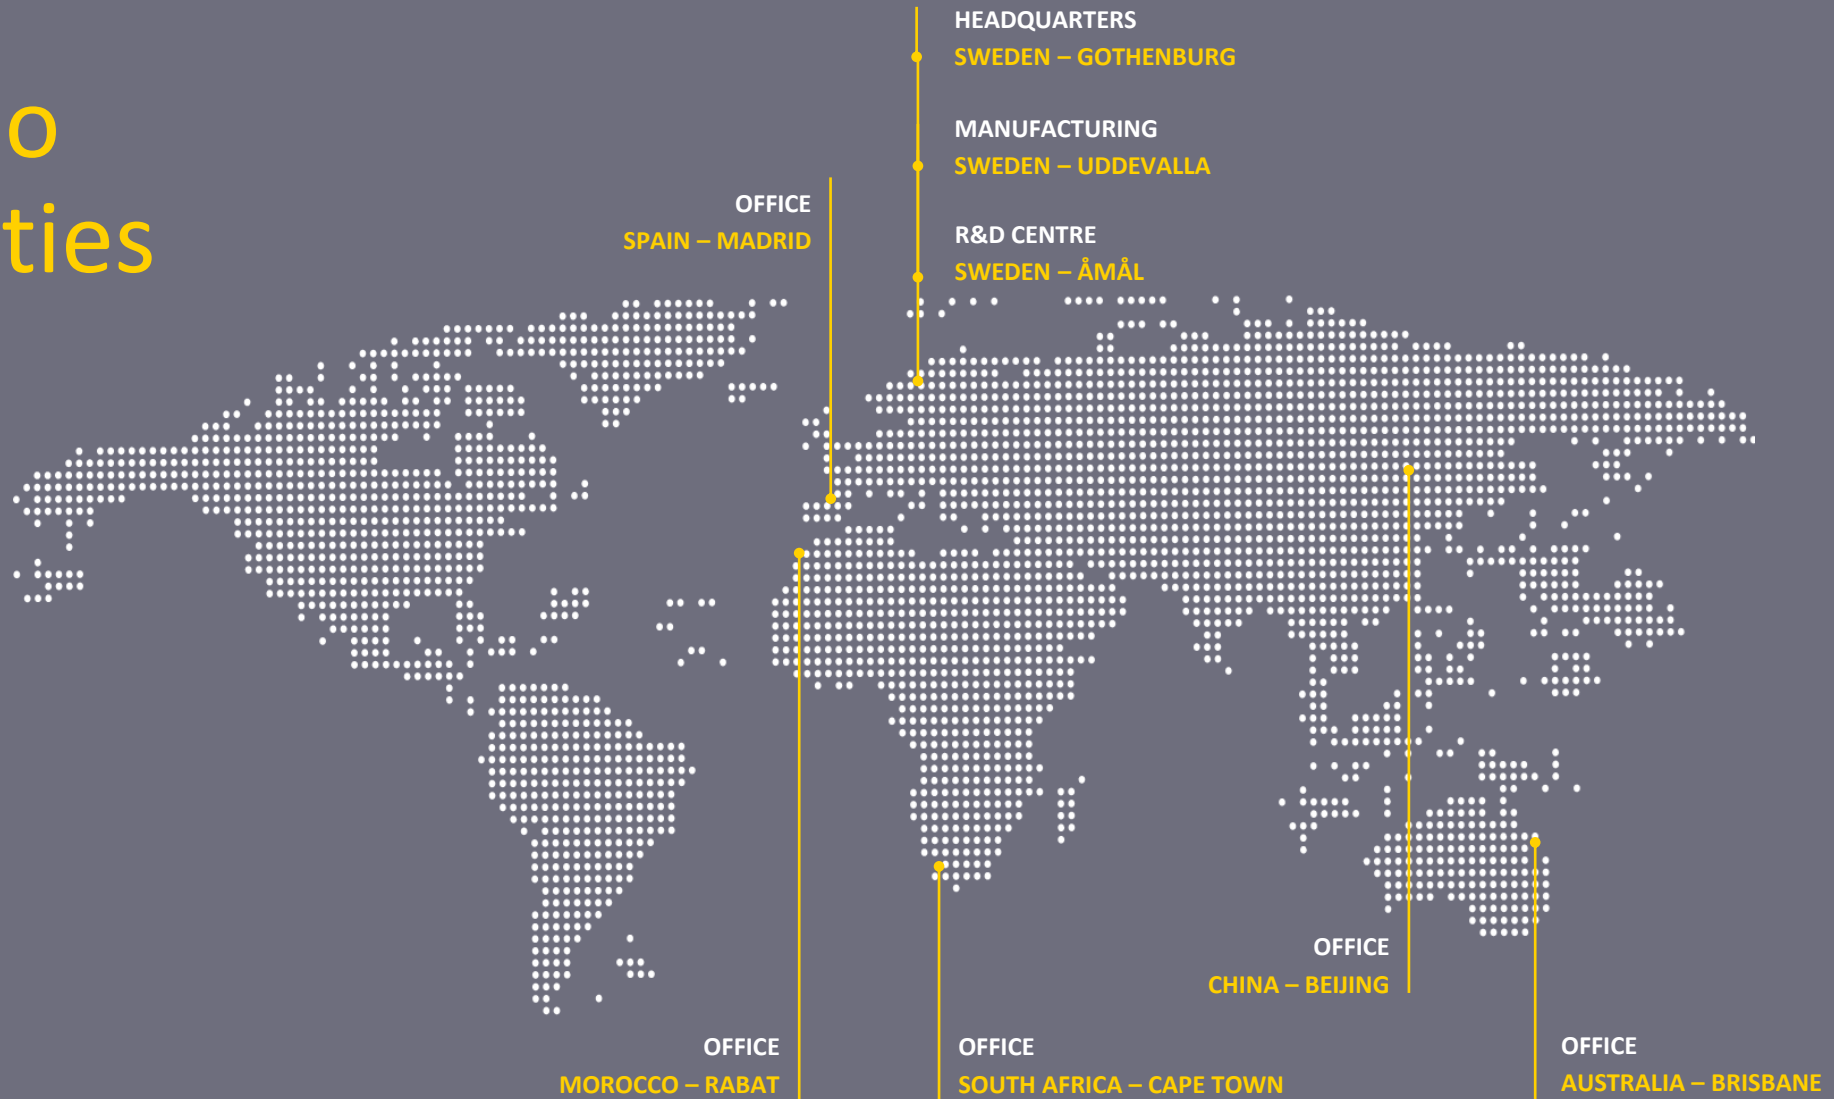 o
ties
HEADQUARTERS
SWEDEN – GOTHENBURG
MANUFACTURING
SWEDEN – UDDEVALLA
R&D CENTRE
SWEDEN – ÅMÅL
OFFICE
SPAIN – MADRID
OFFICE
CHINA – BEIJING
OFFICE
MOROCCO – RABAT
OFFICE
SOUTH AFRICA – CAPE TOWN
OFFICE
AUSTRALIA – BRISBANE